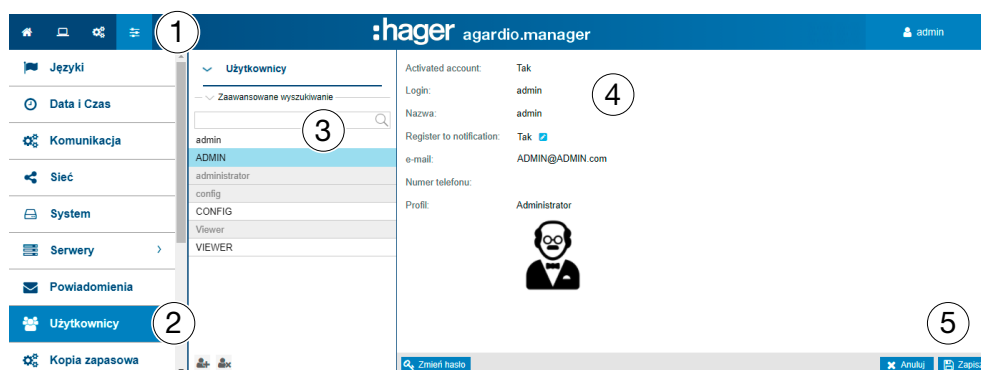 1
:hager agardio.manager
admin
Języki
Data i Czas
Komunikacja
Sieć
System
Serwery
Powiadomienia
Użytkownicy
2
Kopia zapasowa
Użytkownicy
Zaawansowane wyszukiwanie
3
admin
ADMIN
administrator
config
CONFIG
Viewer
VIEWER
Activated account: Tak
Login: admin
4
Nazwa: admin
Register to notification: Tak
e-mail: ADMIN@ADMIN.com
Numer telefonu:
Profil: Administrator
5
Zmień hasło
Anuluj
Zapisz